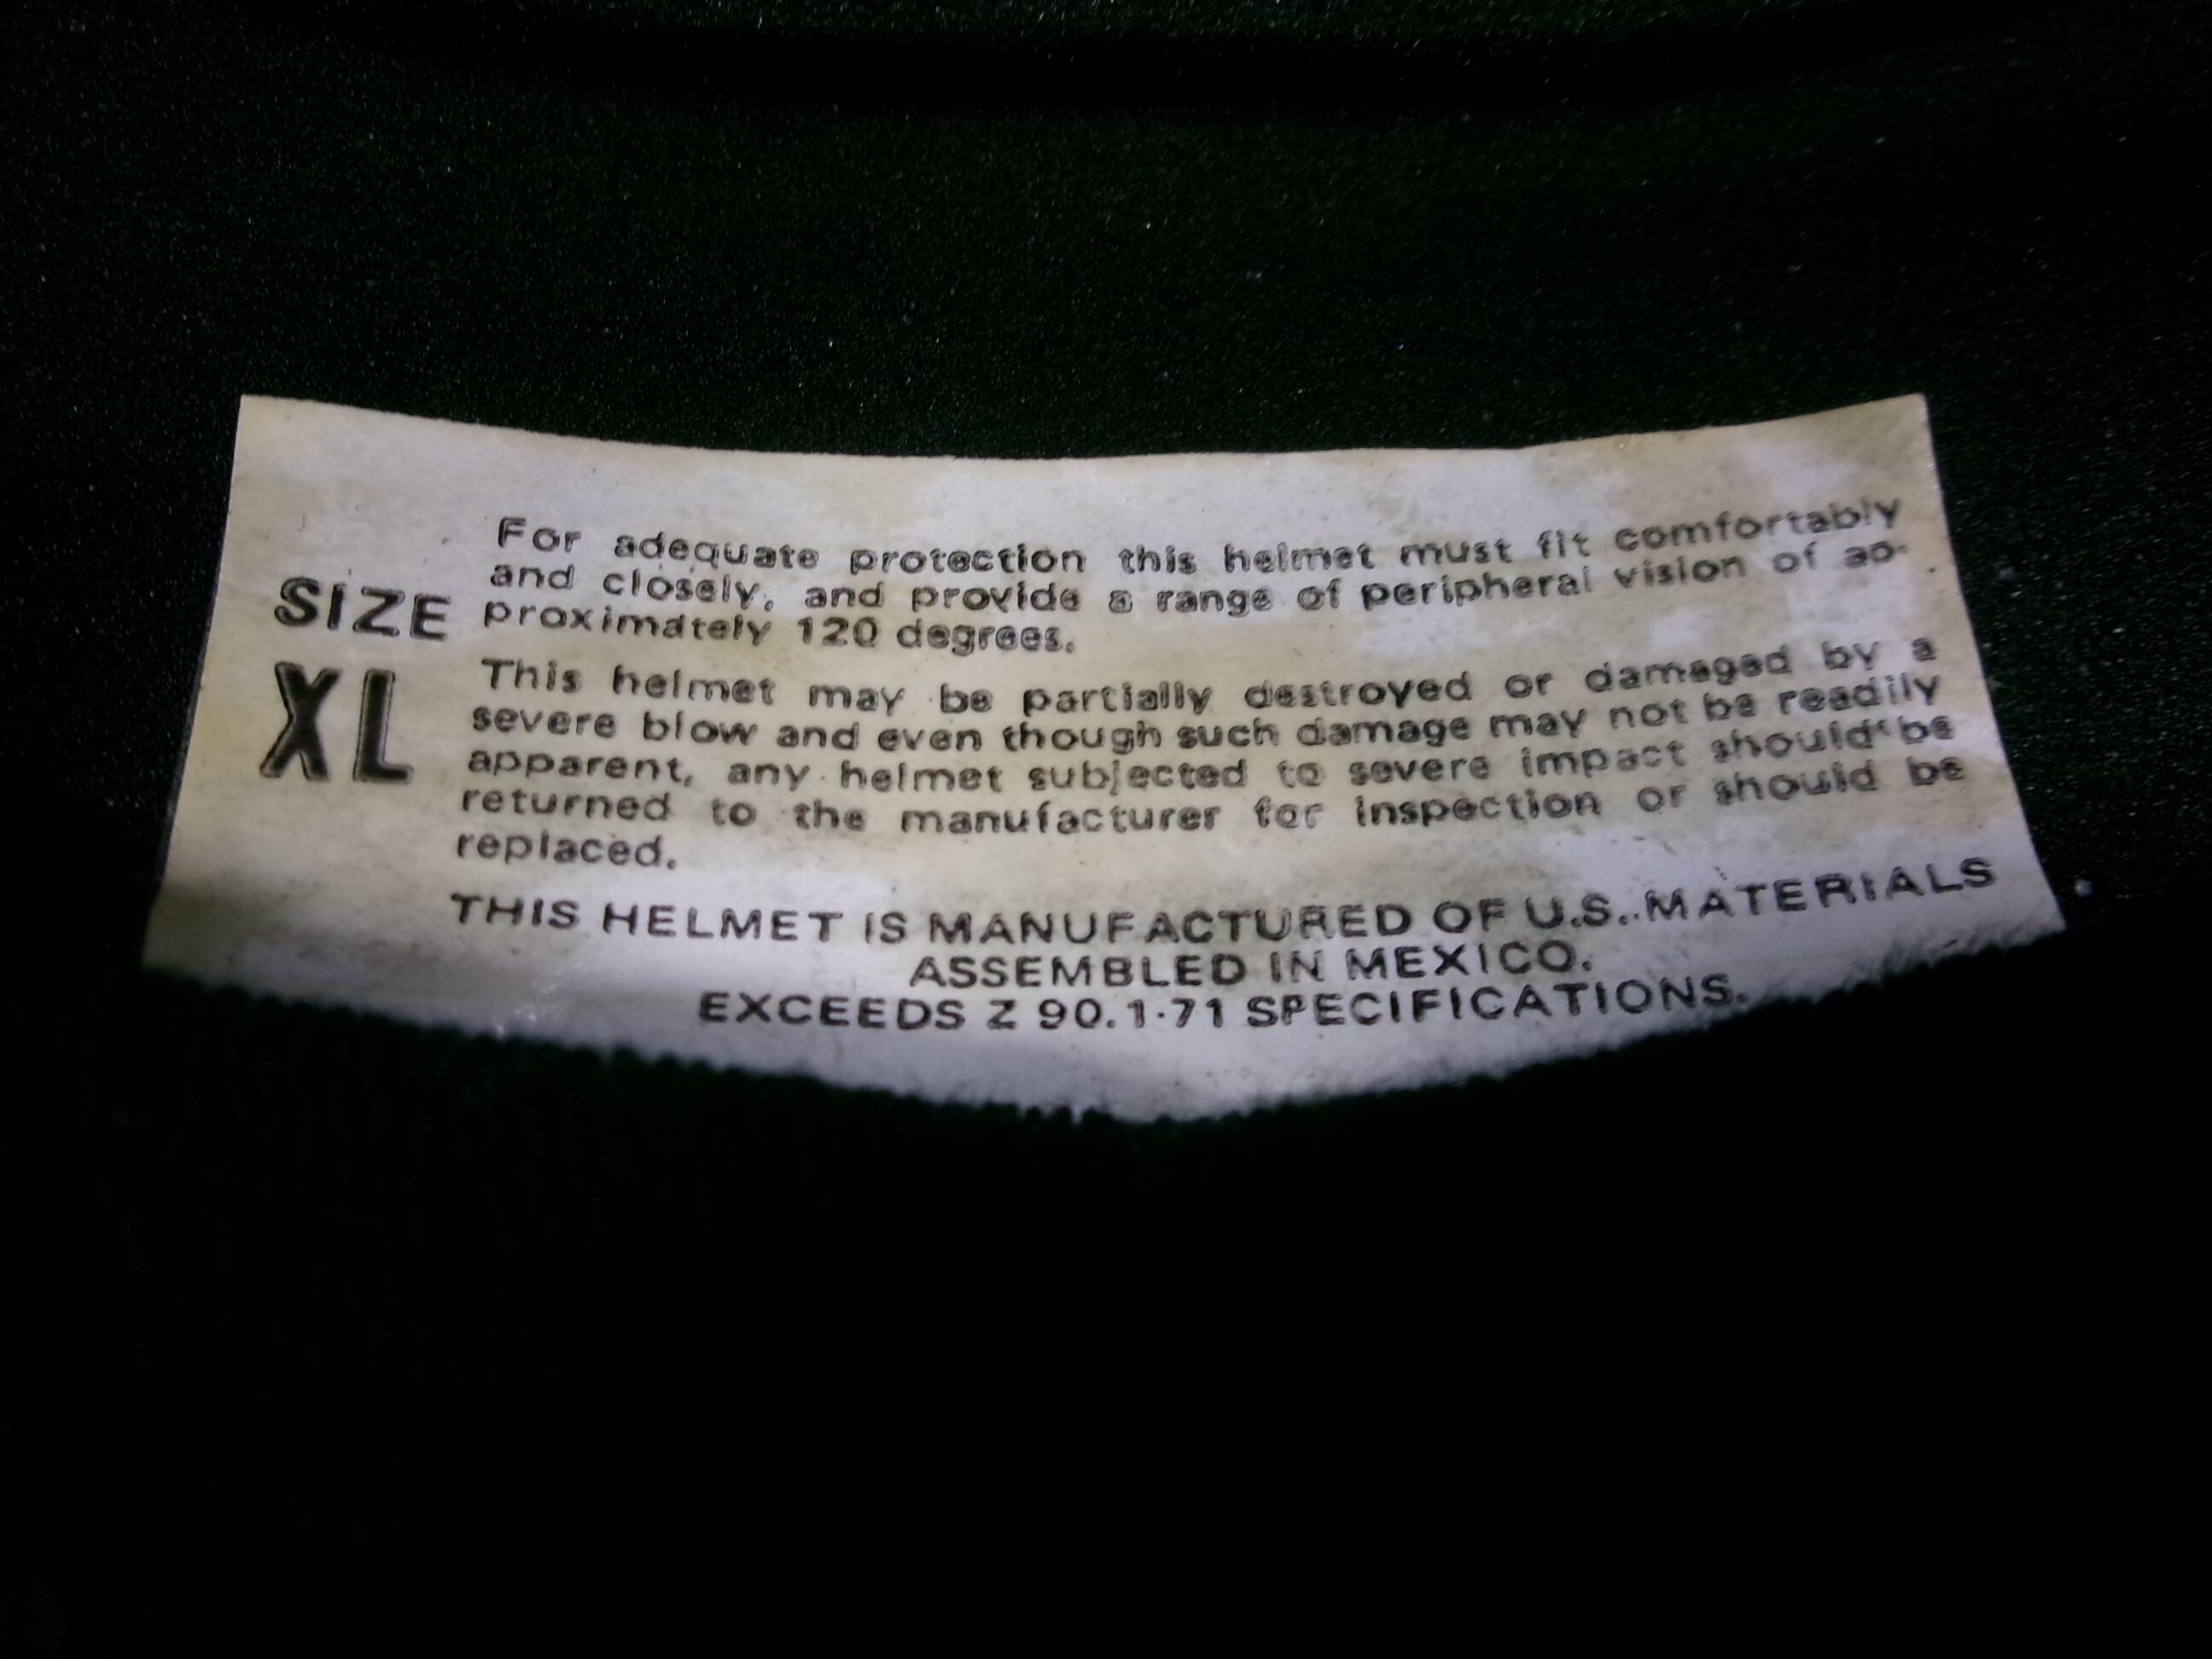 SIZE
XL
For adequate protection this helmet must fit comfortably
and closely, and provide a range of peripheral vision of ap-
proximately 120 degrees.
This helmet may be partially destroyed or damaged by a
severe blow and even though such damage may not be readily
apparent, any helmet subjected to severe impact should be
returned to the manufacturer for inspection or should be
replaced.
THIS HELMET IS MANUFACTURED OF U.S. MATERIALS
ASSEMBLED IN MEXICO.
EXCEEDS Z 90.1-71 SPECIFICATIONS.